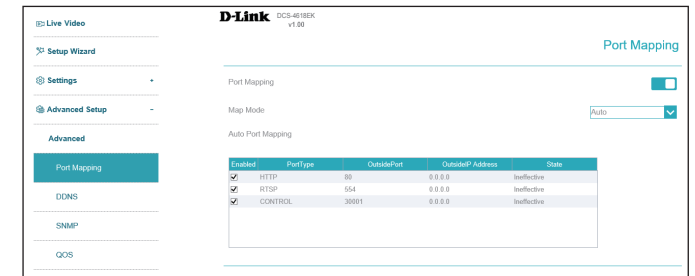 D-Link DCS-4618EK
v1.00
Live Video
Setup Wizard
Settings +
Advanced Setup -
Advanced
Port Mapping
DDNS
SNMP
QOS
Port Mapping
Port Mapping
Map Mode Auto
Auto Port Mapping
Enabled PortType OutsidePort OutsideIP Address State
HTTP 80 0.0.0.0 Ineffective
RTSP 554 0.0.0.0 Ineffective
CONTROL 30001 0.0.0.0 Ineffective